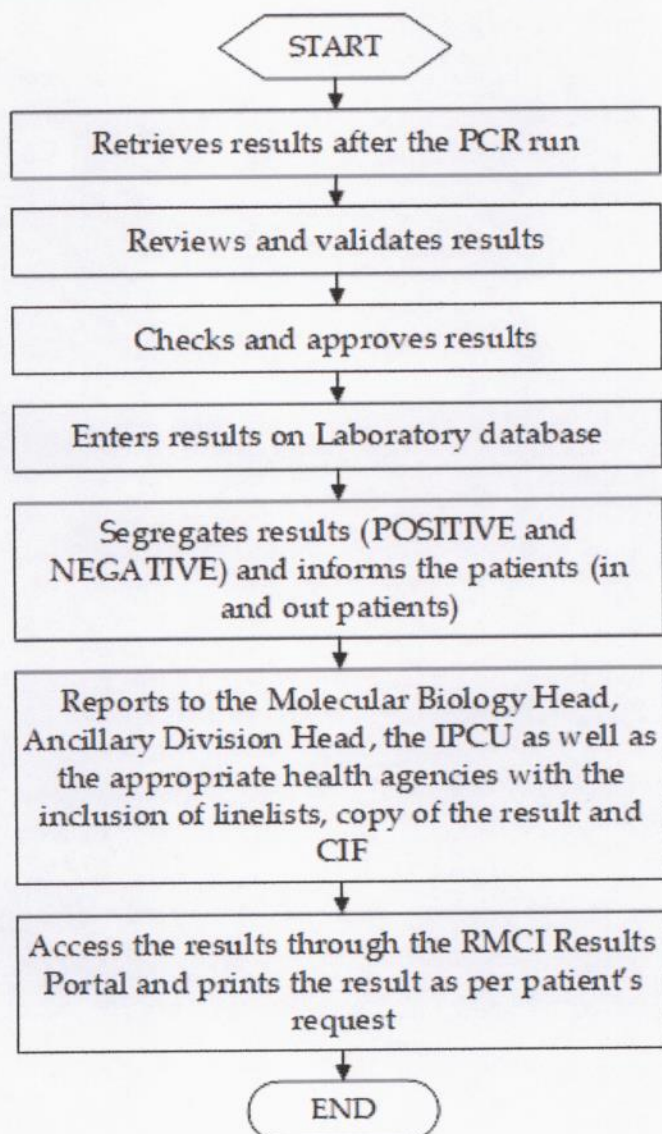 START
Retrieves results after the PCR run
Reviews and validates results
Checks and approves results
Enters results on Laboratory database
Segregates results (POSITIVE and
NEGATIVE) and informs the patients (in
and out patients)
Reports to the Molecular Biology Head,
Ancillary Division Head, the IPCU as well as
the appropriate health agencies with the
inclusion of linelists, copy of the result and
CIF
Access the results through the RMCI Results
Portal and prints the result as per patient's
request
END